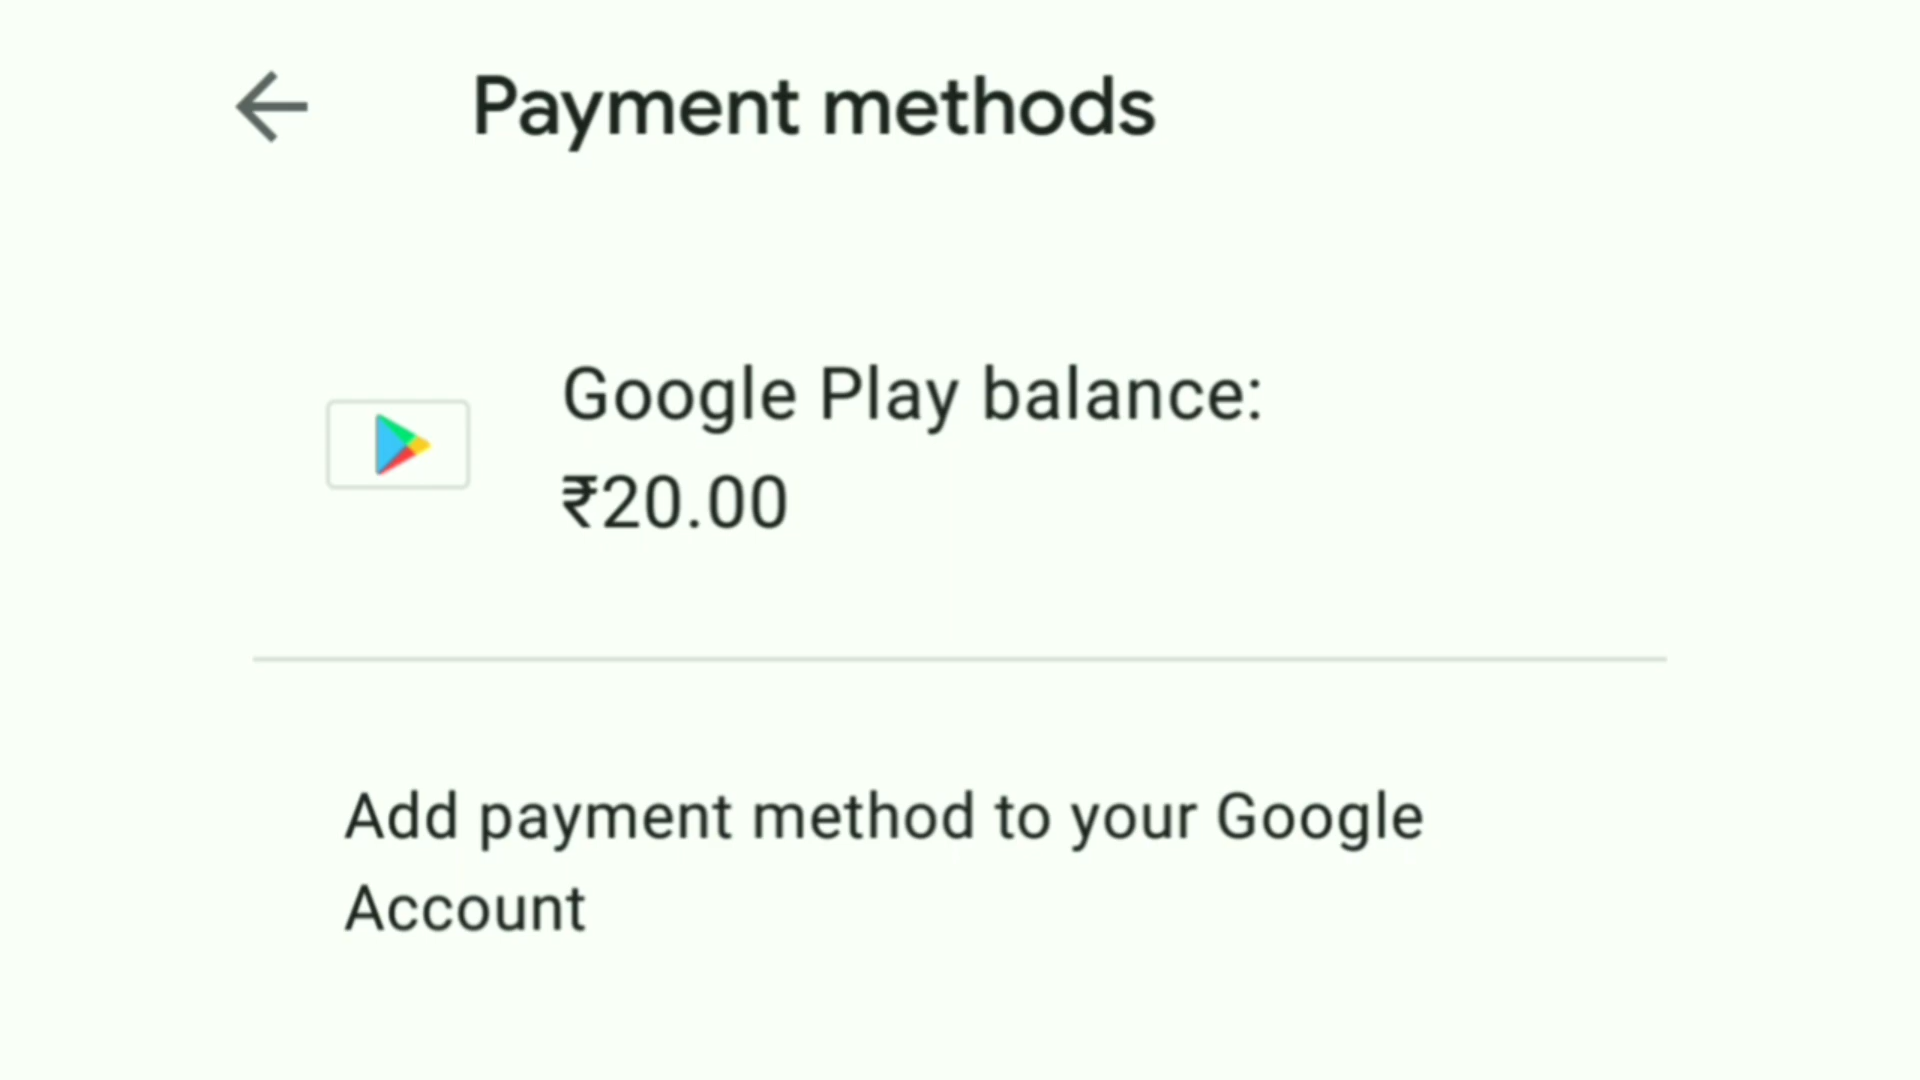 Payment methods
Google Play balance:
₹20.00
Add payment method to your Google
Account